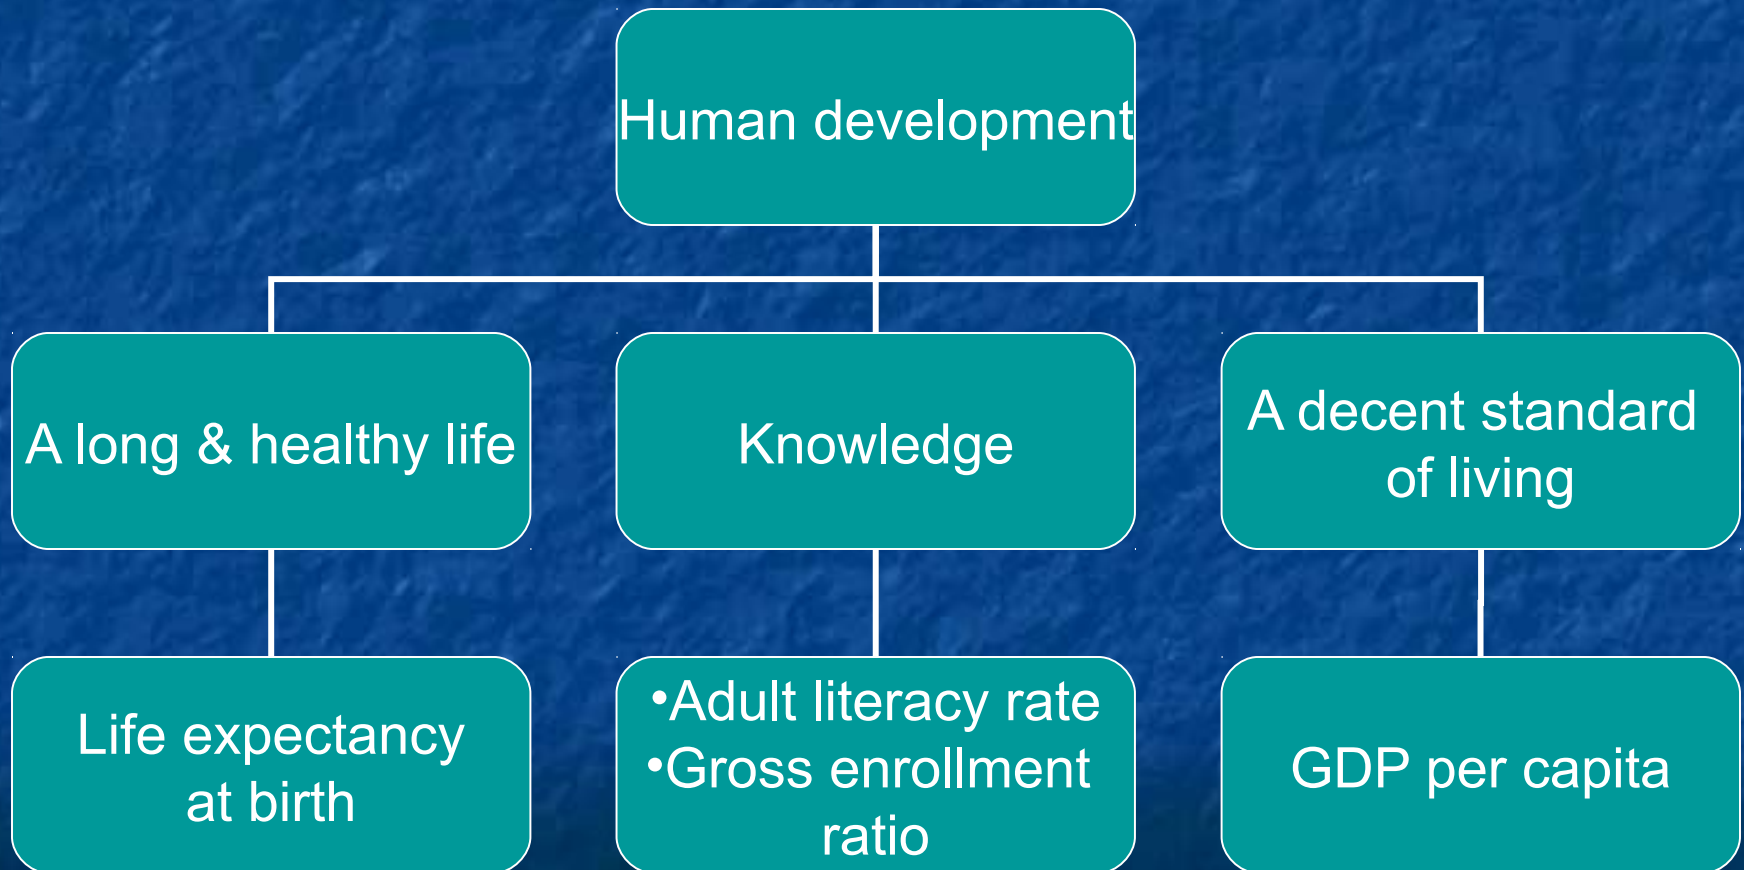 Human development
A long & healthy life
Knowledge
A decent standard
of living
Life expectancy
at birth
•Adult literacy rate
•Gross enrollment
ratio
GDP per capita